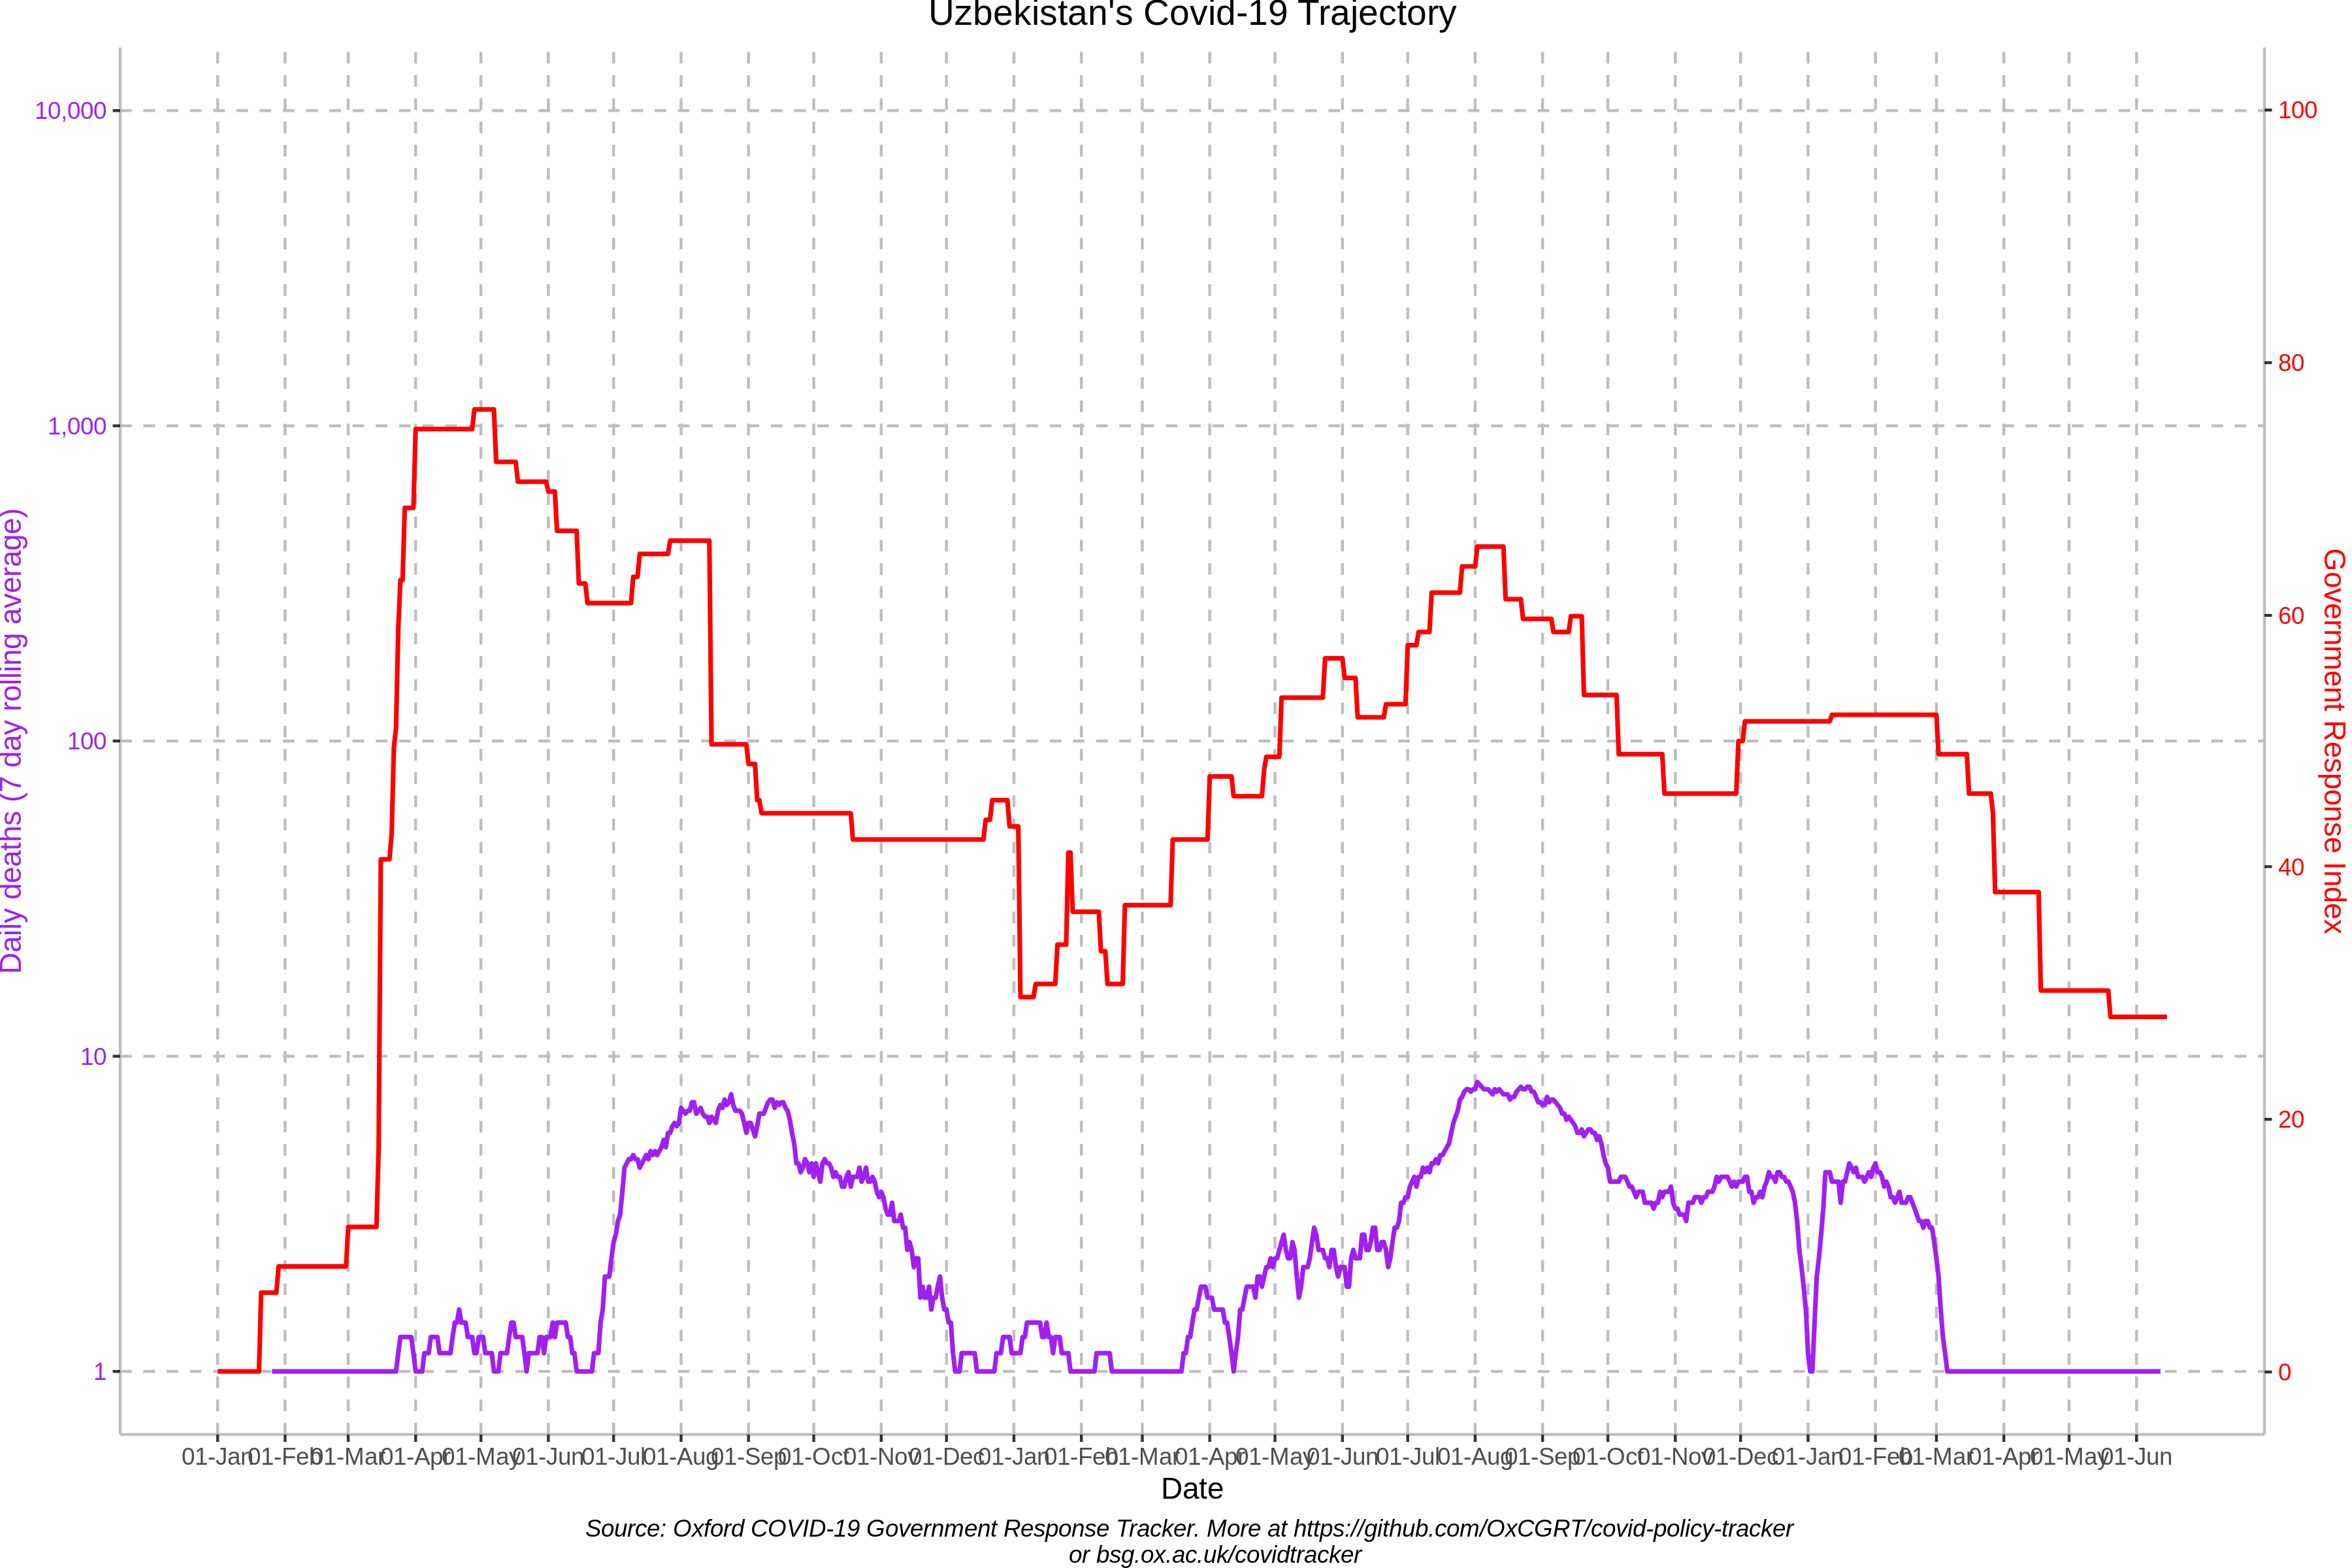 Uzbekistan's Covid-19 Trajectory
10,000
1,000
100
10
1
Daily deaths (7 day rolling average)
100
80
60
40
20
0
Government Response Index
01-Jan 01-Feb 01-Mar 01-Apr 01-May 01-Jun 01-Jul 01-Aug 01-Sep 01-Oct 01-Nov 01-Dec 01-Jan 01-Feb 01-Mar 01-Apr 01-May 01-Jun 01-Jul 01-Aug 01-Sep 01-Oct 01-Nov 01-Dec 01-Jan 01-Feb 01-Mar 01-Apr 01-May 01-Jun
Date
Source: Oxford COVID-19 Government Response Tracker. More at https://github.com/OxCGRT/covid-policy-tracker
or bsg.ox.ac.uk/covidtracker